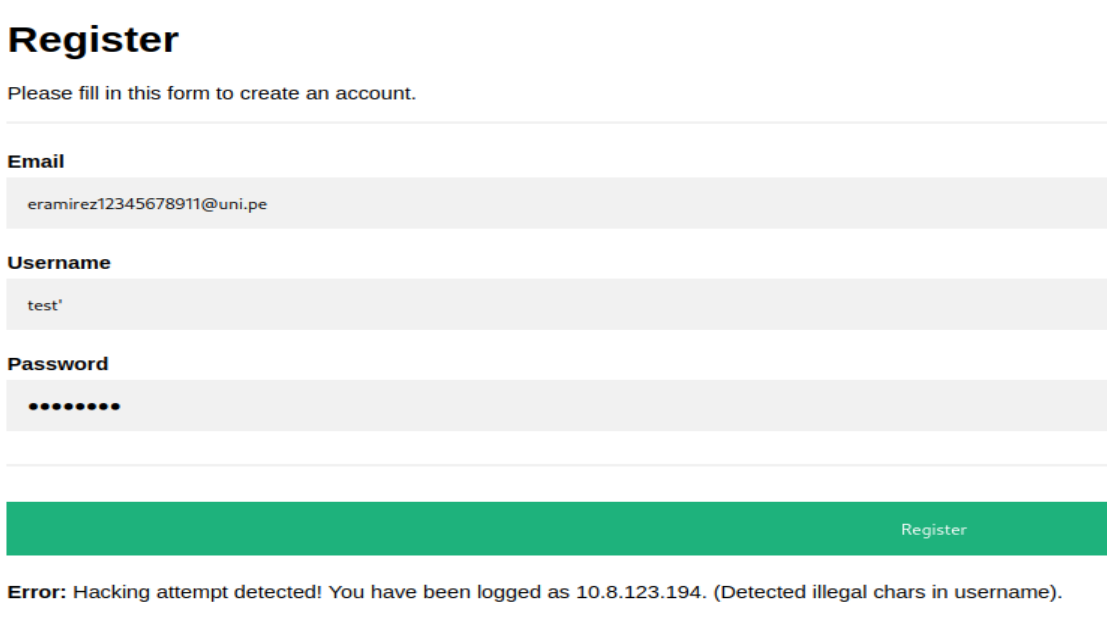 Register
Please fill in this form to create an account.
Email
eramirez12345678911@uni.pe
Username
test'
Password
••••••••
Register
Error: Hacking attempt detected! You have been logged as 10.8.123.194. (Detected illegal chars in username).